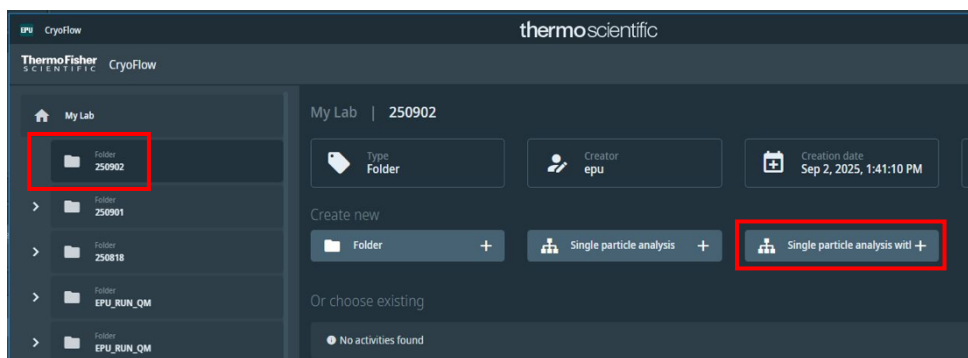 EPU CryoFlow
thermo scientific
ThermoFisher
SCIENTIFIC
CryoFlow
My Lab
Folder
250902
Folder
250901
Folder
250818
Folder
EPU_RUN_QM
Folder
EPU_RUN_QM
My Lab | 250902
Type
Folder
Creator
epu
Creation date
Sep 2, 2025, 1:41:10 PM
Create new
Folder +
Single particle analysis +
Single particle analysis witl +
Or choose existing
No activities found